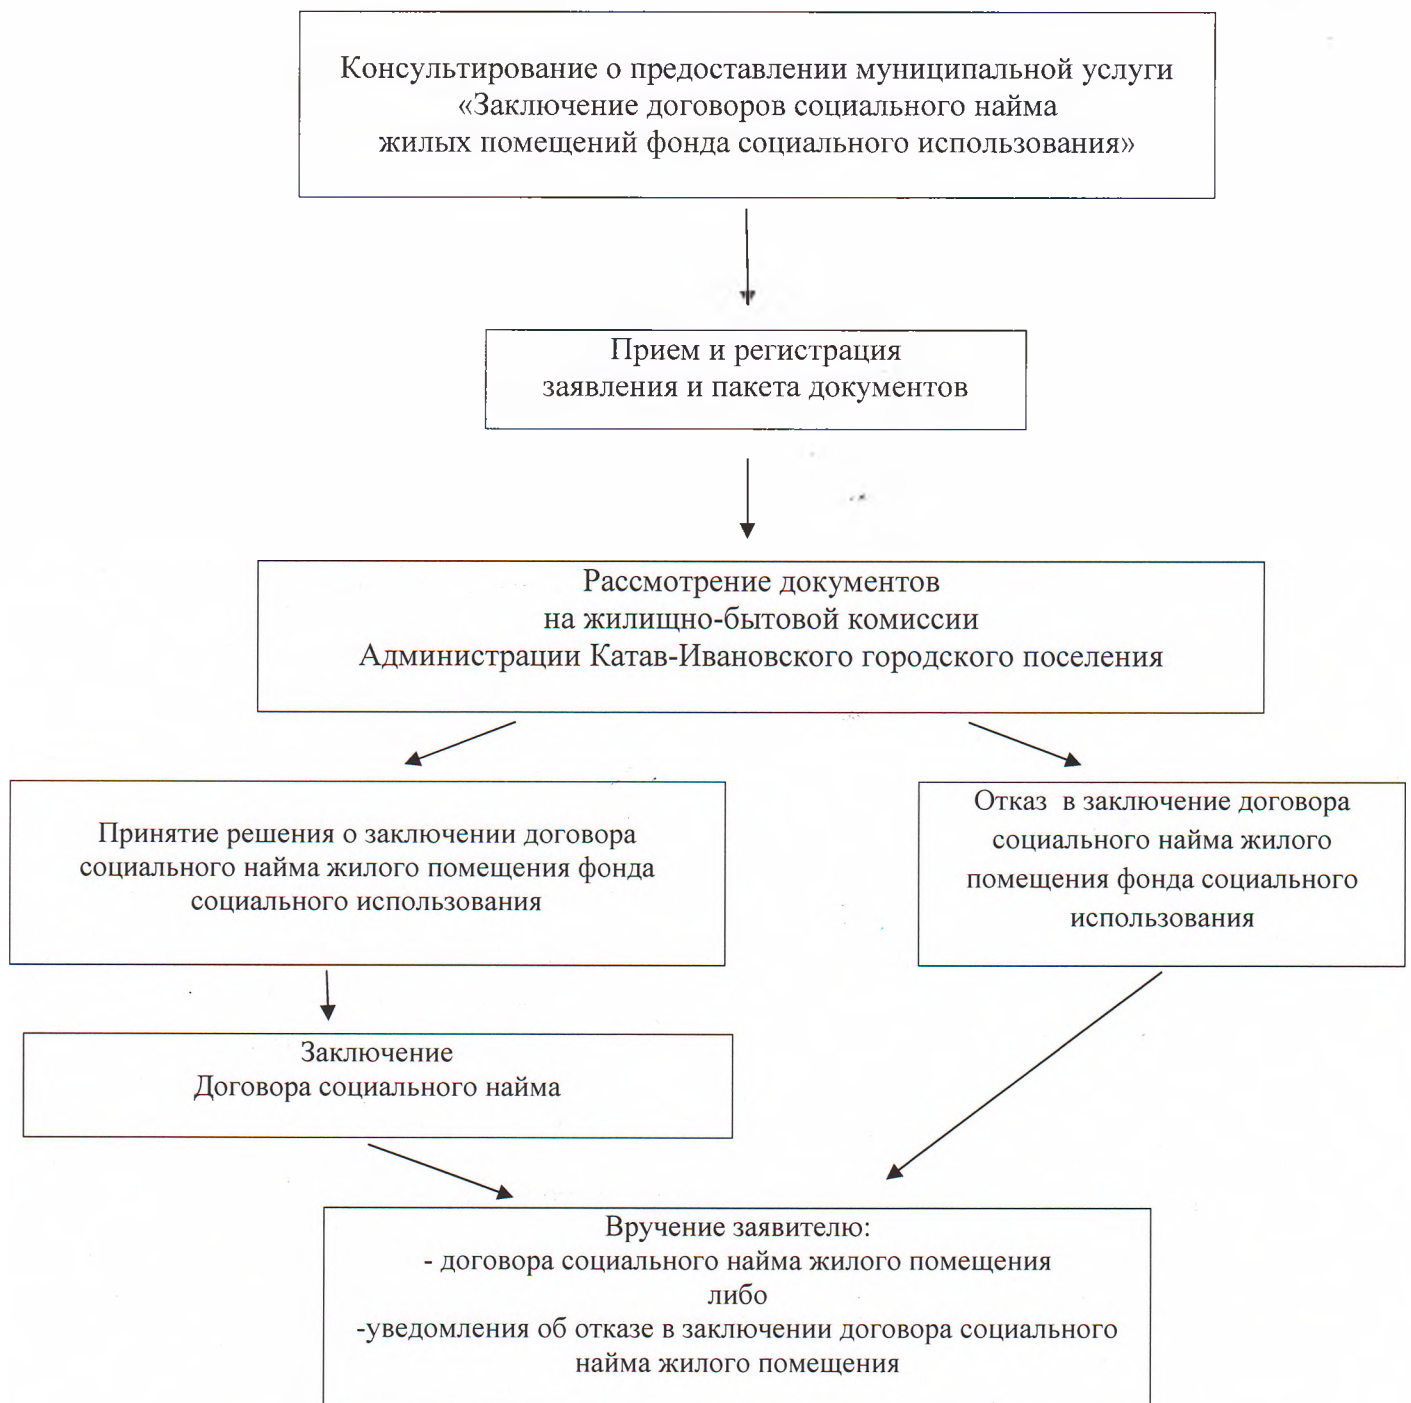 Консультирование о предоставлении муниципальной услуги
«Заключение договоров социального найма
жилых помещений фонда социального использования»
Прием и регистрация
заявления и пакета документов
Рассмотрение документов
на жилищно-бытовой комиссии
Администрации Катав-Ивановского городского поселения
Принятие решения о заключении договора
социального найма жилого помещения фонда
социального использования
Отказ в заключение договора
социального найма жилого
помещения фонда социального
использования
Заключение
Договора социального найма
Вручение заявителю:
- договора социального найма жилого помещения
либо
-уведомления об отказе в заключении договора социального
найма жилого помещения